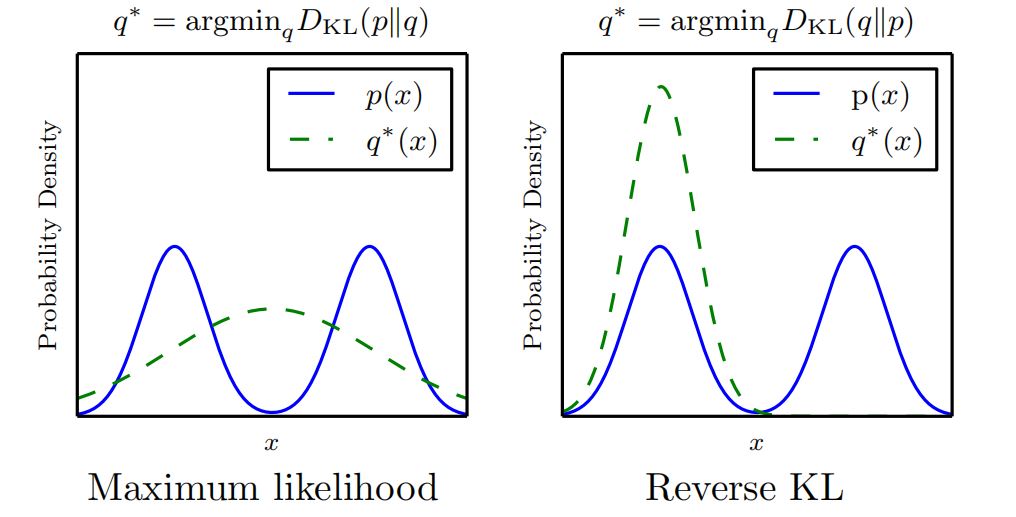 q* = argmin_q D_KL(p‖q)
p(x)
q*(x)
Probability Density
x
Maximum likelihood
q* = argmin_q D_KL(q‖p)
p(x)
q*(x)
Probability Density
x
Reverse KL